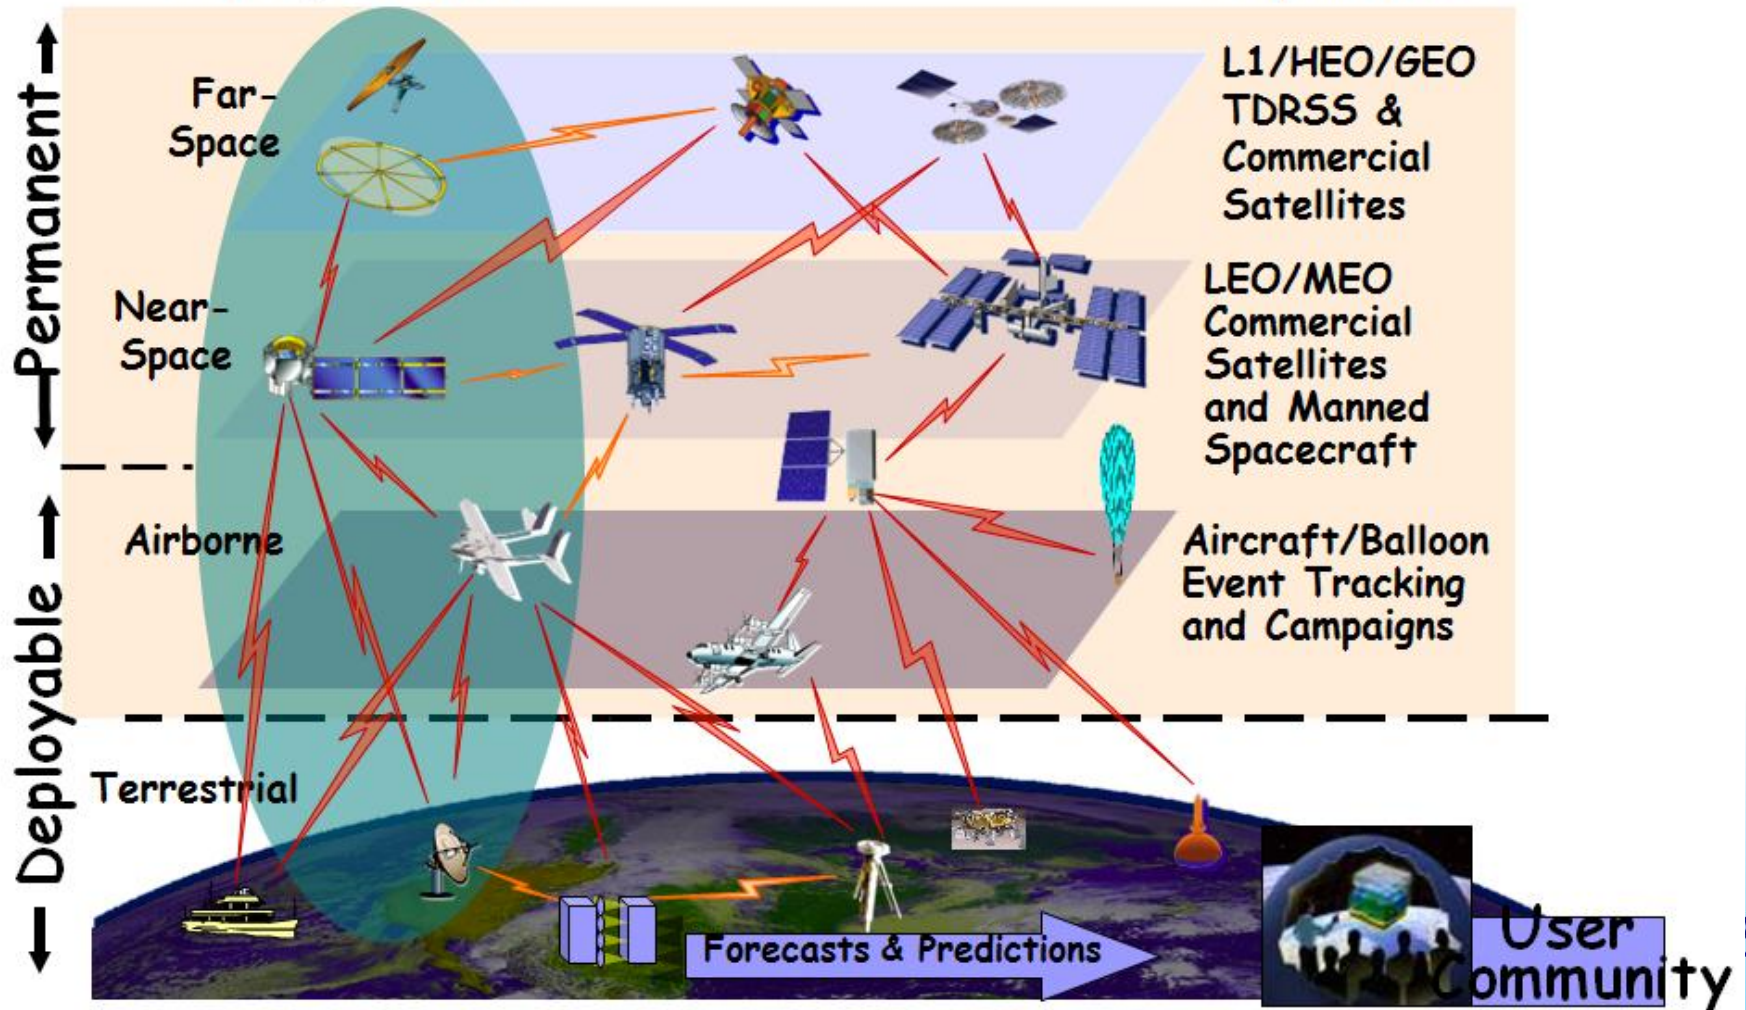 Permanent
Deployable
Far-
Space
L1/HEO/GEO
TDRSS &
Commercial
Satellites
Near-
Space
LEO/MEO
Commercial
Satellites
and Manned
Spacecraft
Airborne
Aircraft/Balloon
Event Tracking
and Campaigns
Terrestrial
Forecasts & Predictions
User
Community